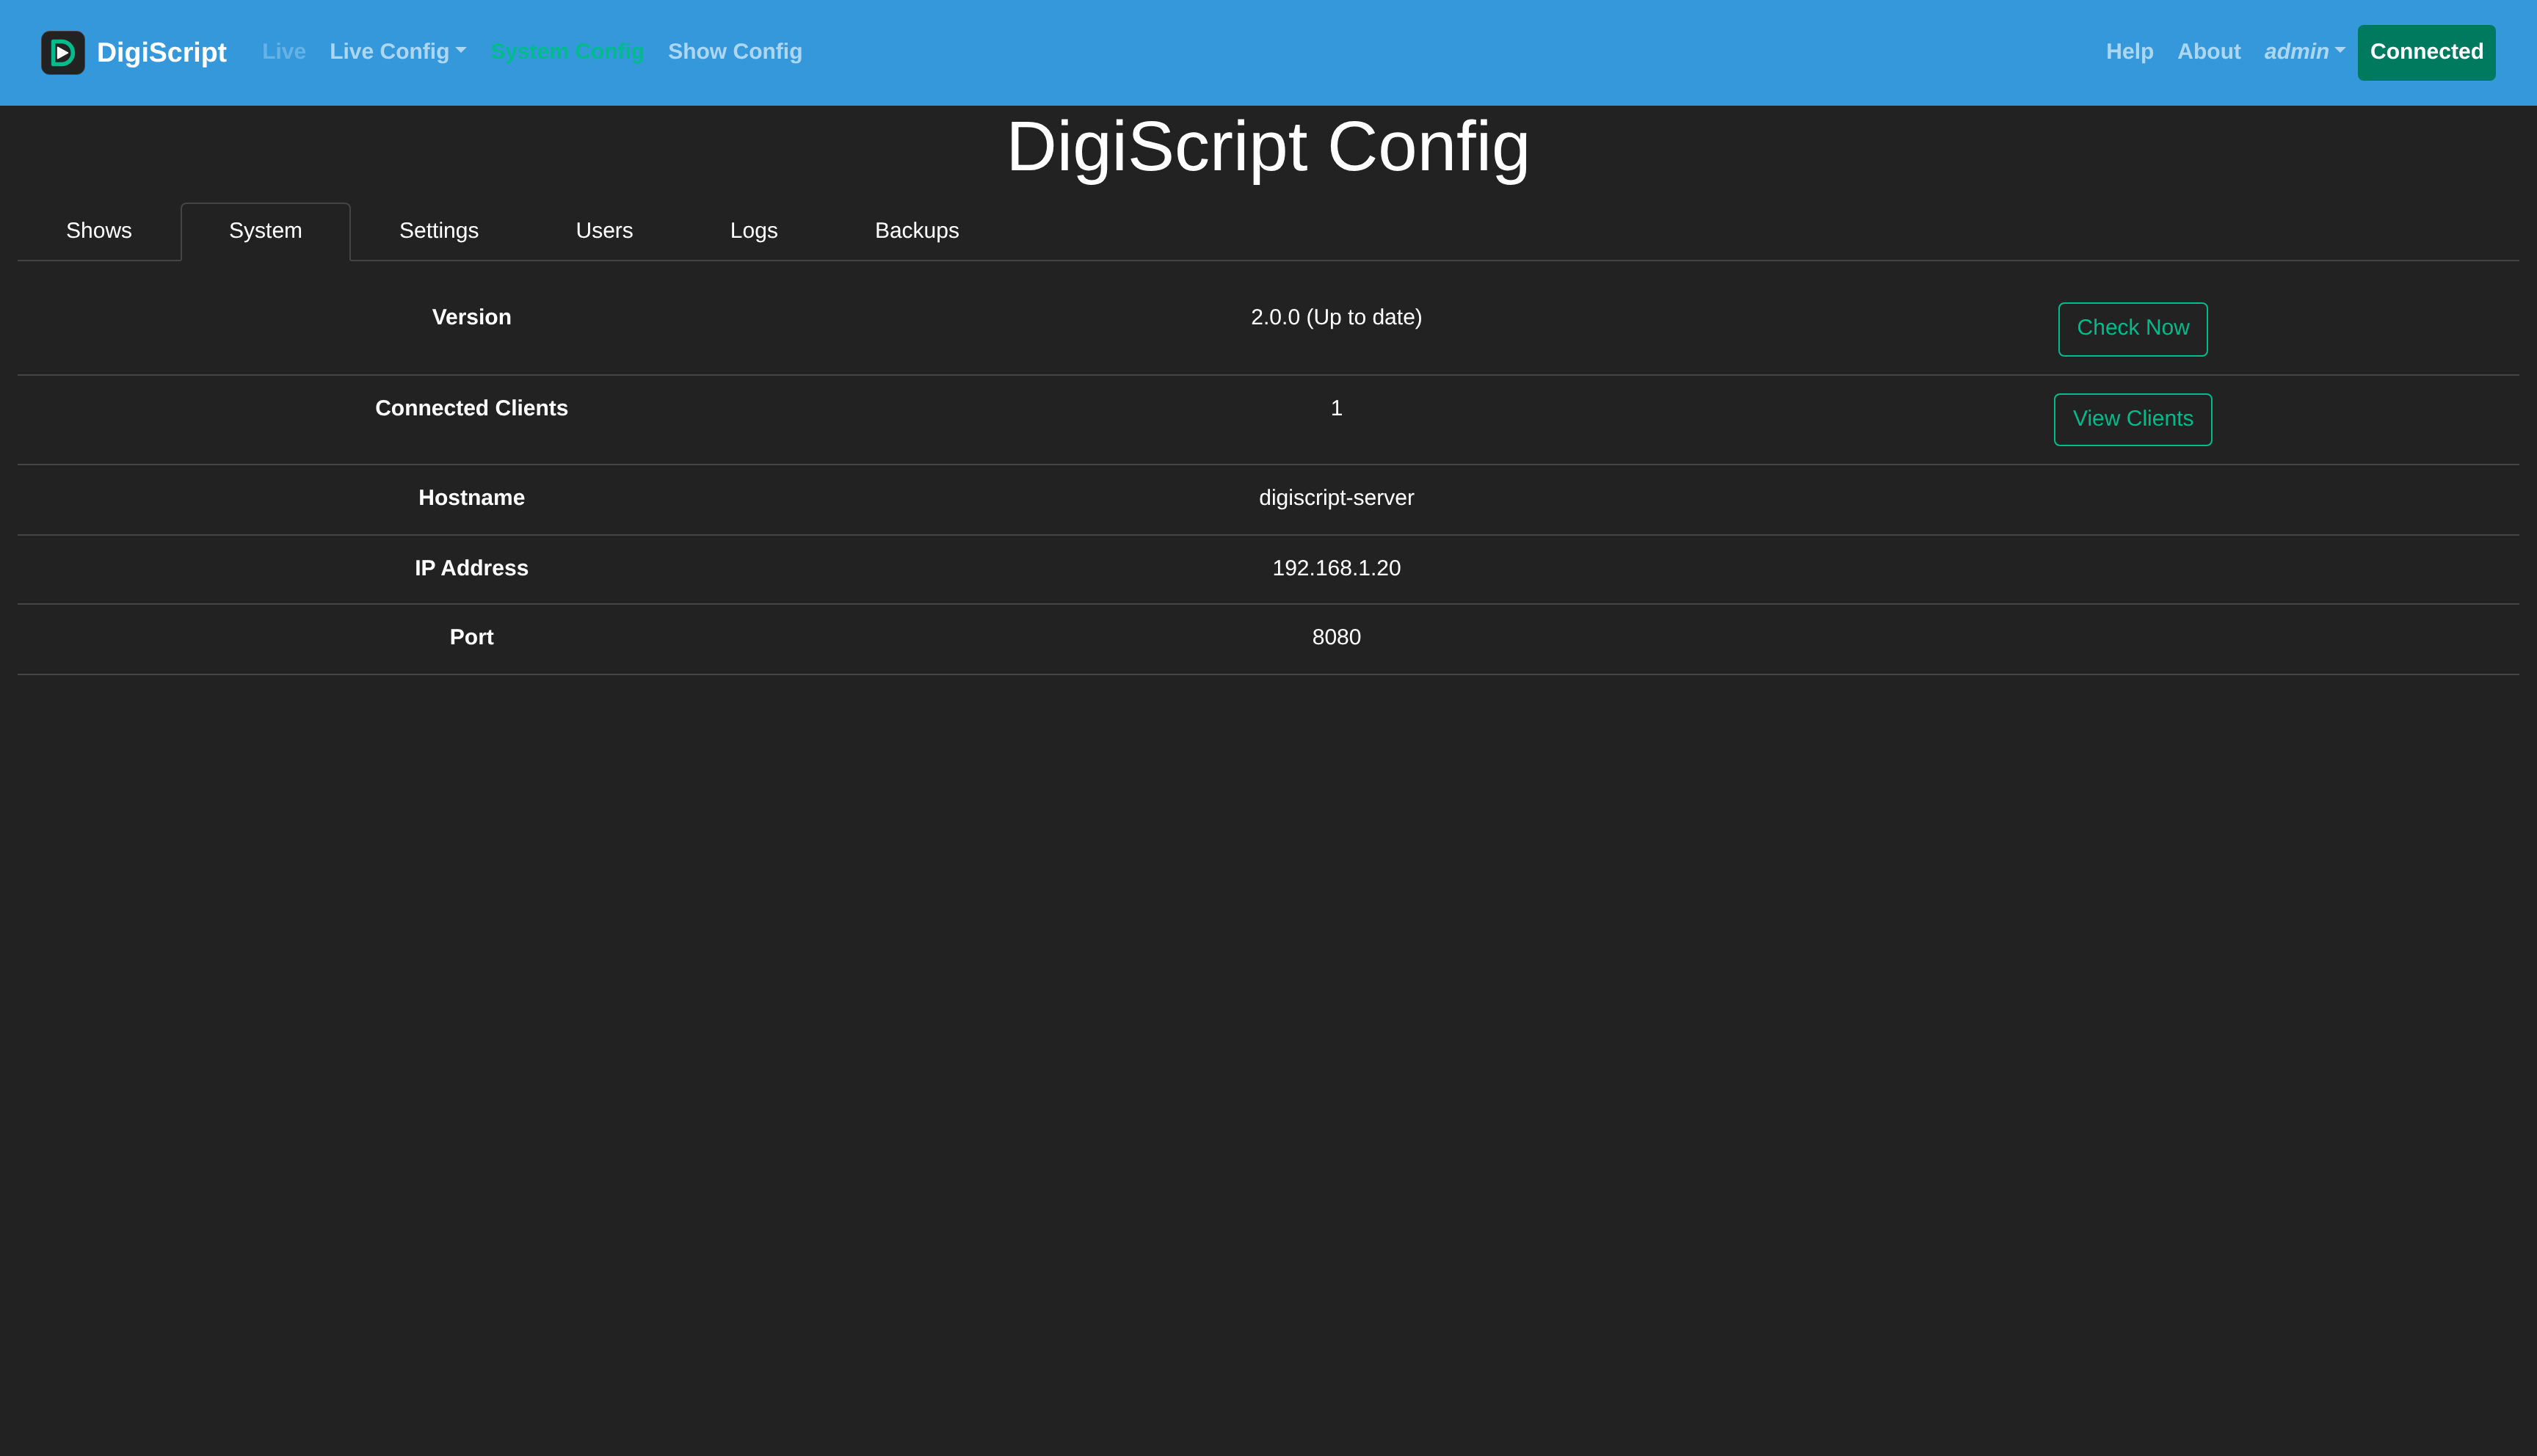 DigiScript Live Live Config System Config Show Config Help About admin Connected
DigiScript Config
Shows System Settings Users Logs Backups
Version 2.0.0 (Up to date) Check Now
Connected Clients 1 View Clients
Hostname digiscript-server
IP Address 192.168.1.20
Port 8080